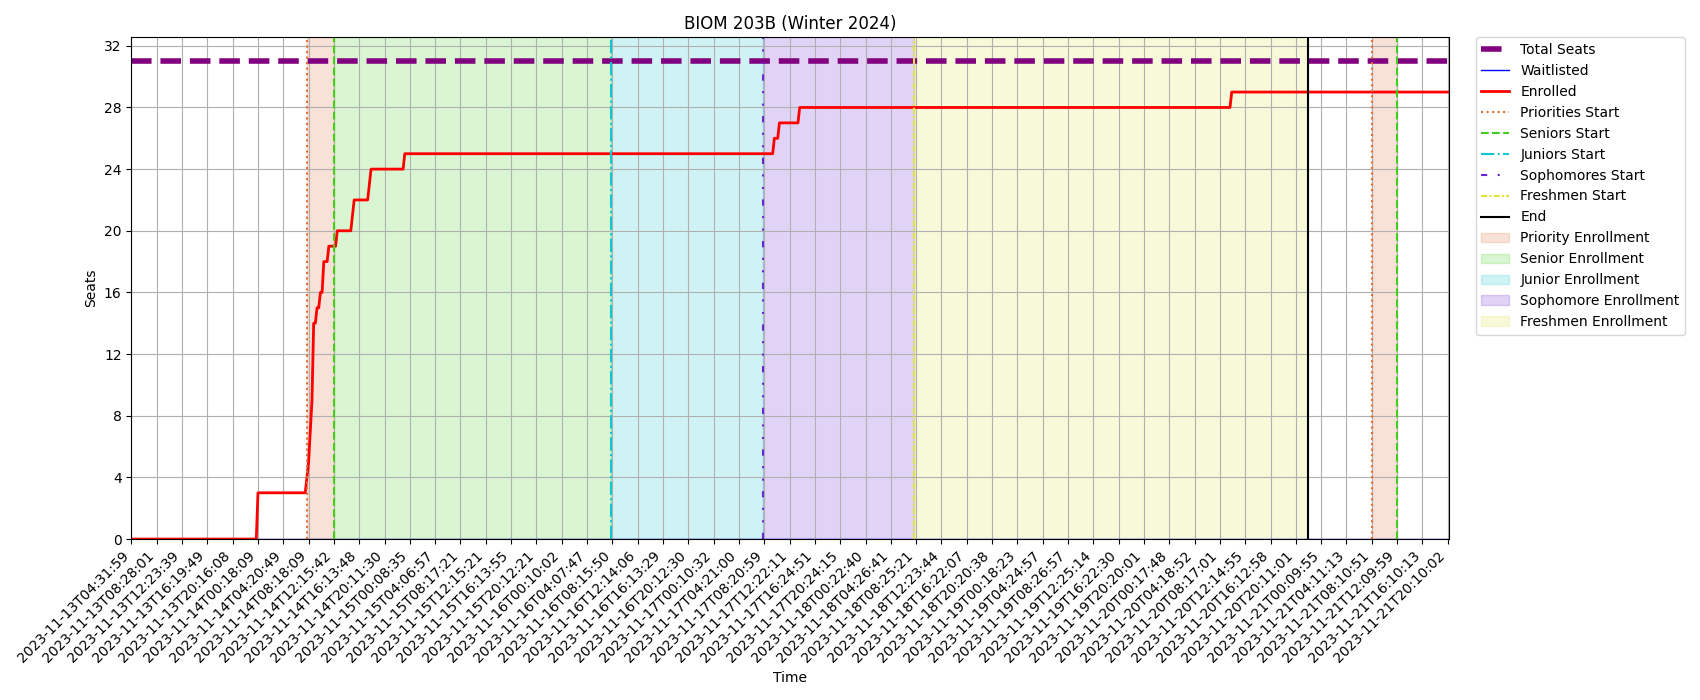 BIOM 203B (Winter 2024)
Seats
32
28
24
20
16
12
8
4
0
2023-11-13T04:31:59
2023-11-13T08:28:01
2023-11-13T12:23:39
2023-11-13T16:19:49
2023-11-13T20:16:08
2023-11-14T00:18:09
2023-11-14T04:20:49
2023-11-14T08:18:09
2023-11-14T12:15:42
2023-11-14T16:13:48
2023-11-14T20:11:30
2023-11-15T00:08:35
2023-11-15T04:06:57
2023-11-15T08:17:21
2023-11-15T12:15:21
2023-11-15T16:13:55
2023-11-15T20:12:21
2023-11-16T00:10:02
2023-11-16T04:07:47
2023-11-16T08:15:50
2023-11-16T12:14:06
2023-11-16T16:13:29
2023-11-16T20:12:30
2023-11-17T00:10:32
2023-11-17T04:21:00
2023-11-17T08:20:59
2023-11-17T12:22:11
2023-11-17T16:24:51
2023-11-17T20:24:15
2023-11-18T00:22:40
2023-11-18T04:26:41
2023-11-18T08:25:21
2023-11-18T12:23:44
2023-11-18T16:22:07
2023-11-18T20:20:38
2023-11-19T00:18:23
2023-11-19T04:24:57
2023-11-19T08:26:57
2023-11-19T12:25:14
2023-11-19T16:22:30
2023-11-19T20:20:01
2023-11-20T00:17:48
2023-11-20T04:18:52
2023-11-20T08:17:01
2023-11-20T12:14:55
2023-11-20T16:12:58
2023-11-20T20:11:01
2023-11-21T00:09:55
2023-11-21T04:11:13
2023-11-21T08:10:51
2023-11-21T12:09:59
2023-11-21T16:10:13
2023-11-21T20:10:02
Time
Total Seats
Waitlisted
Enrolled
Priorities Start
Seniors Start
Juniors Start
Sophomores Start
Freshmen Start
End
Priority Enrollment
Senior Enrollment
Junior Enrollment
Sophomore Enrollment
Freshmen Enrollment